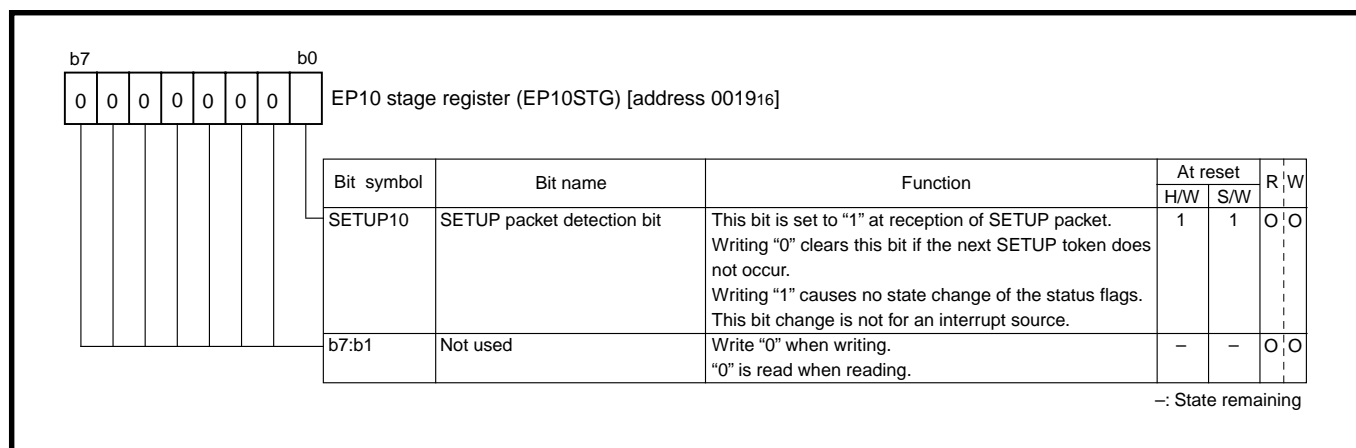 b7 b0
0 0 0 0 0 0 0
EP10 stage register (EP10STG) [address 001916]
Bit symbol Bit name Function At reset R W
H/W S/W
SETUP10 SETUP packet detection bit This bit is set to “1” at reception of SETUP packet. 1 1 O O
Writing “0” clears this bit if the next SETUP token does
not occur.
Writing “1” causes no state change of the status flags.
This bit change is not for an interrupt source.
b7:b1 Not used Write “0” when writing. – – O O
“0” is read when reading.
–: State remaining